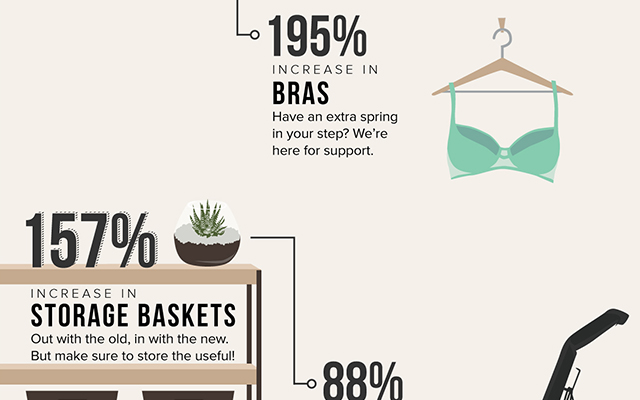 195%
INCREASE IN
BRAS
Have an extra spring
in your step? We're
here for support.
157%
INCREASE IN
STORAGE BASKETS
Out with the old, in with the new.
But make sure to store the useful!
88%